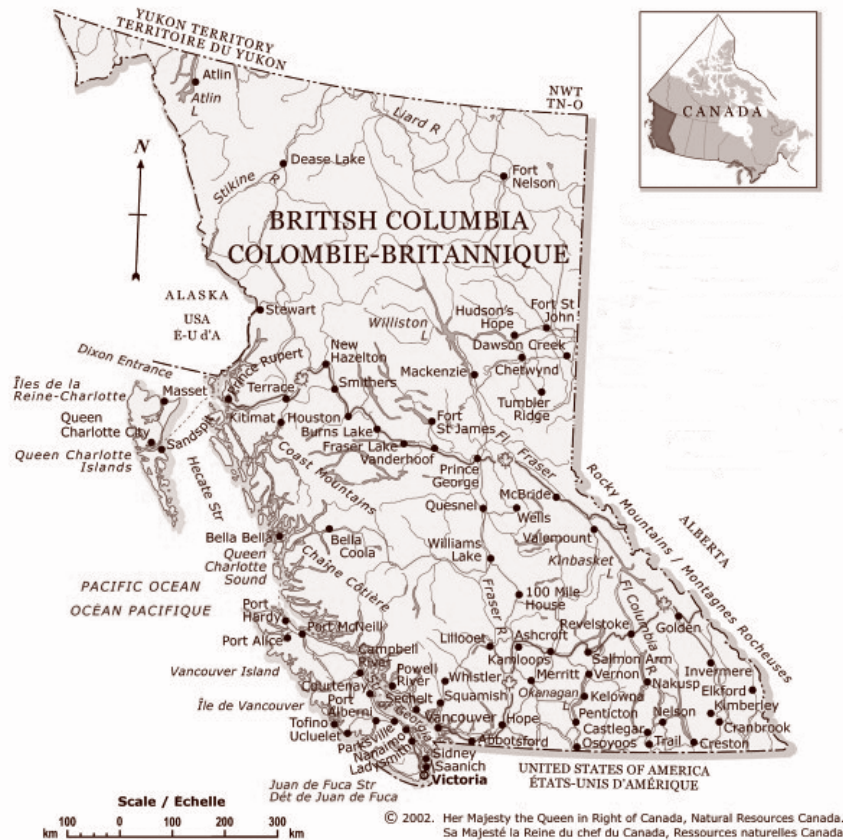 YUKON TERRITORY
TERRITOIRE DU YUKON
NWT
TN-O
CANADA
Atlin
Atlin
L
Liard R
N
Dease Lake
Stikine
R
Fort
Nelson
BRITISH COLUMBIA
COLOMBIE-BRITANNIQUE
ALASKA
USA
É-U d'A
Stewart
Williston
L
Hudson's
Hope
Fort St
John
Dawson Creek
Chetwynd
Dixon Entrance
Prince Rupert
New
Hazelton
Mackenzie
Tumbler
Ridge
Îles de la
Reine-Charlotte
Masset
Terrace
Smithers
Queen
Charlotte City
Sandspit
Kitimat
Houston
Burns Lake
Fort
St James
Queen Charlotte
Islands
Hecate Str
Coast Mountains
Fraser Lake
Vanderhoof
Prince
George
Fl Fraser
Rocky Mountains / Montagnes Rocheuses
ALBERTA
McBride
Quesnel
Wells
Valemount
Bella Bella
Bella
Coola
Queen
Charlotte
Sound
Chaîne Côtière
Williams
Lake
Kinbasket
L
PACIFIC OCEAN
OCÉAN PACIFIQUE
Fraser R
100 Mile
House
Fl Columbia R
Port
Hardy
Port McNeill
Port Alice
Revelstoke
Golden
Campbell
River
Lillooet
Ashcroft
Kamloops
Salmon Arm
Invermere
Vancouver Island
Courtenay
Powell
River
Whistler
Merritt
Vernon
Nakusp
Elkford
Île de Vancouver
Port
Alberni
Sechelt
Squamish
Okanagan
L
Kelowna
Kimberley
Tofino
Ucluelet
Georgia
Vancouver
Hope
Penticton
Nelson
Cranbrook
Parksville
Nanaimo
Ladysmith
Abbotsford
Castlegar
Osoyoos
Trail
Creston
Sidney
Saanich
Victoria
UNITED STATES OF AMERICA
ÉTATS-UNIS D'AMÉRIQUE
Juan de Fuca Str
Dét de Juan de Fuca
Scale / Echelle
100 0 100 200 300
km km
© 2002. Her Majesty the Queen in Right of Canada, Natural Resources Canada.
Sa Majesté la Reine du chef du Canada, Ressources naturelles Canada